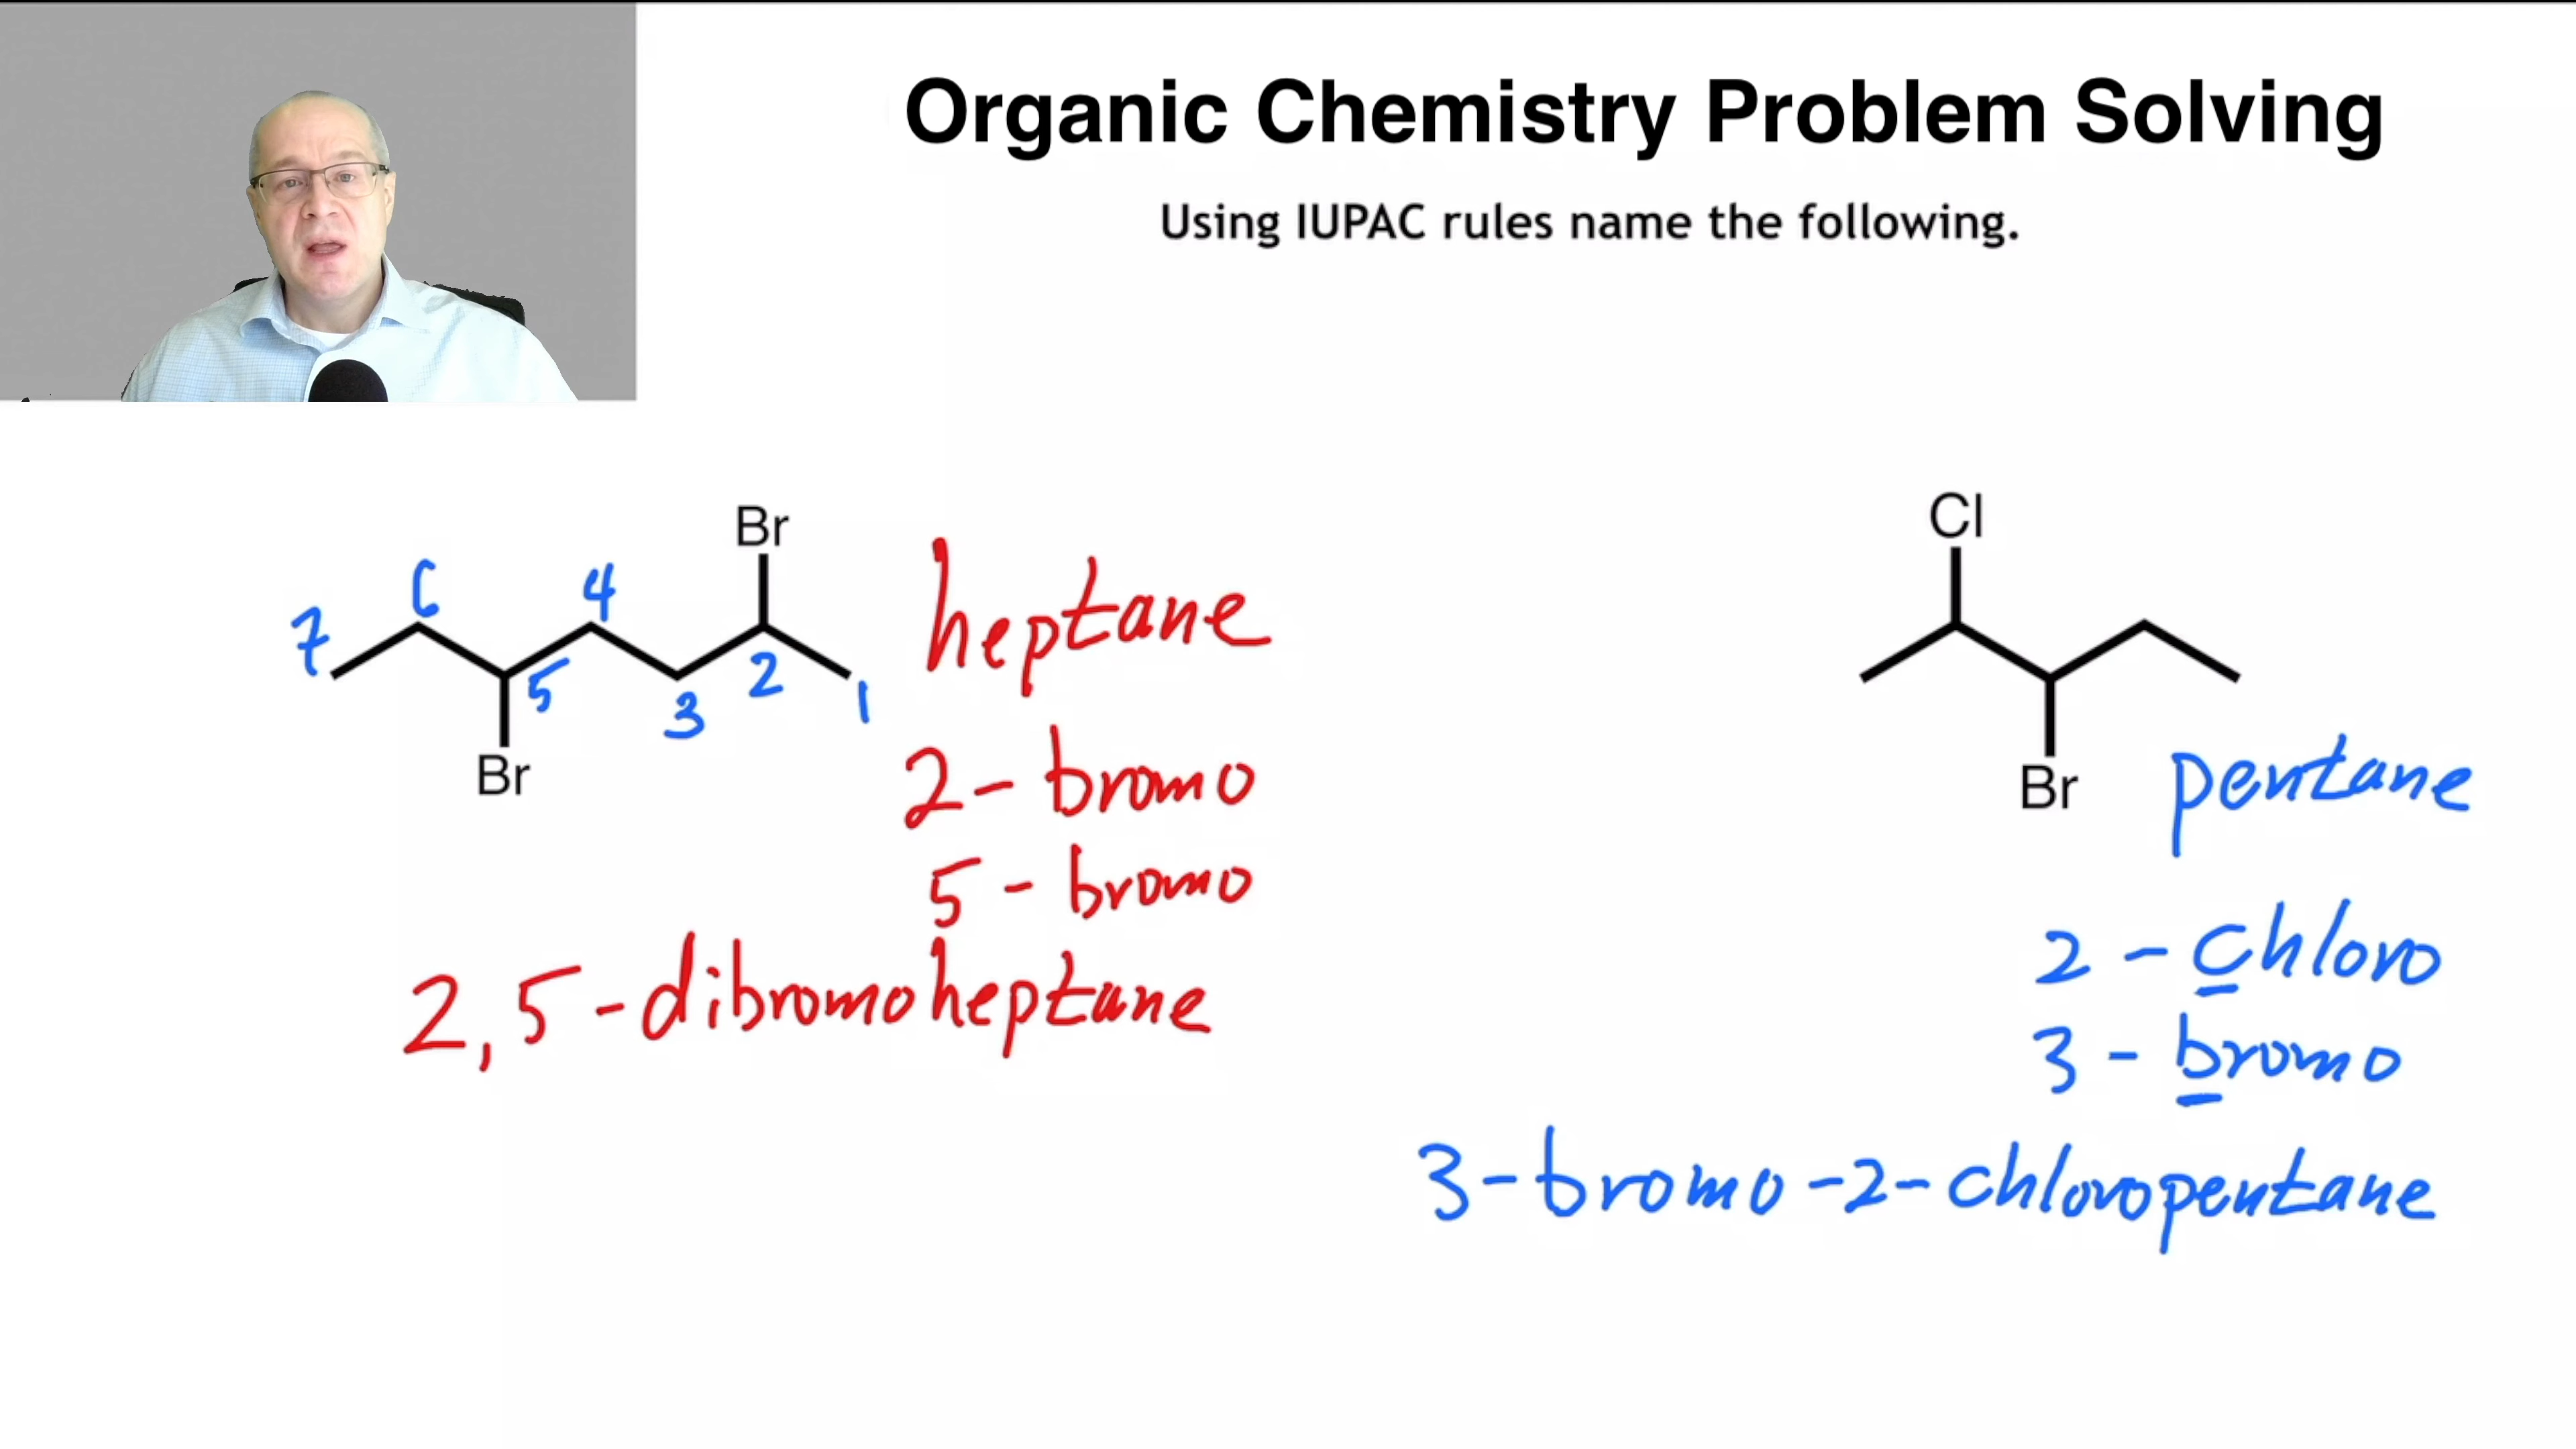 Organic Chemistry Problem Solving
Using IUPAC rules name the following.
Br
7 6 5 4 3 2 1
Br
heptane
2-bromo
5-bromo
2,5-dibromoheptane
Cl
Br
pentane
2-chloro
3-bromo
3-bromo-2-chloropentane